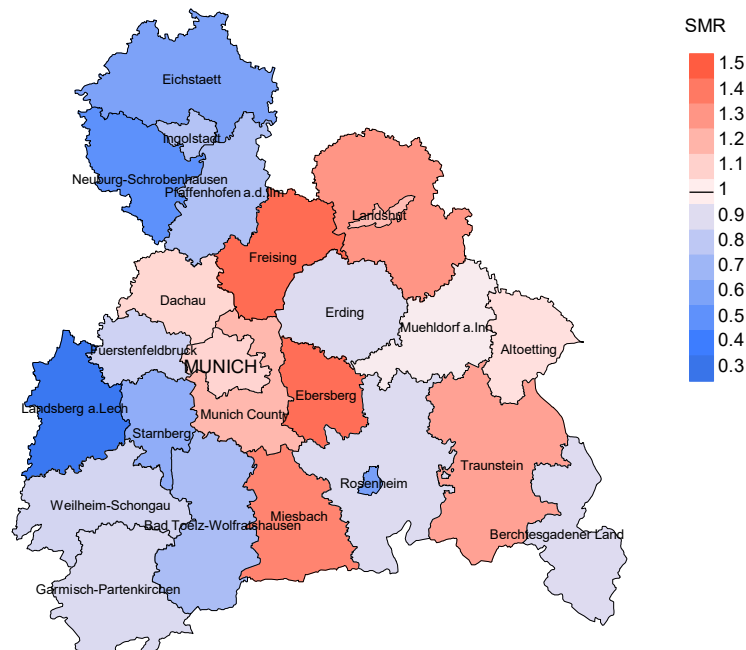 SMR
1.5
1.4
1.3
1.2
1.1
1
0.9
0.8
0.7
0.6
0.5
0.4
0.3
Eichstaett
Ingolstadt
Neuburg-Schrobenhausen
Pfaffenhofen a.d.Ilm
Landshut
Freising
Dachau
Erding
Muehldorf a.Inn
Altoetting
Fuerstenfeldbruck
MUNICH
Ebersberg
Landsberg a.Lech
Munich County
Starnberg
Traunstein
Rosenheim
Weilheim-Schongau
Miesbach
Bad Toelz-Wolfratshausen
Berchtesgadener Land
Garmisch-Partenkirchen